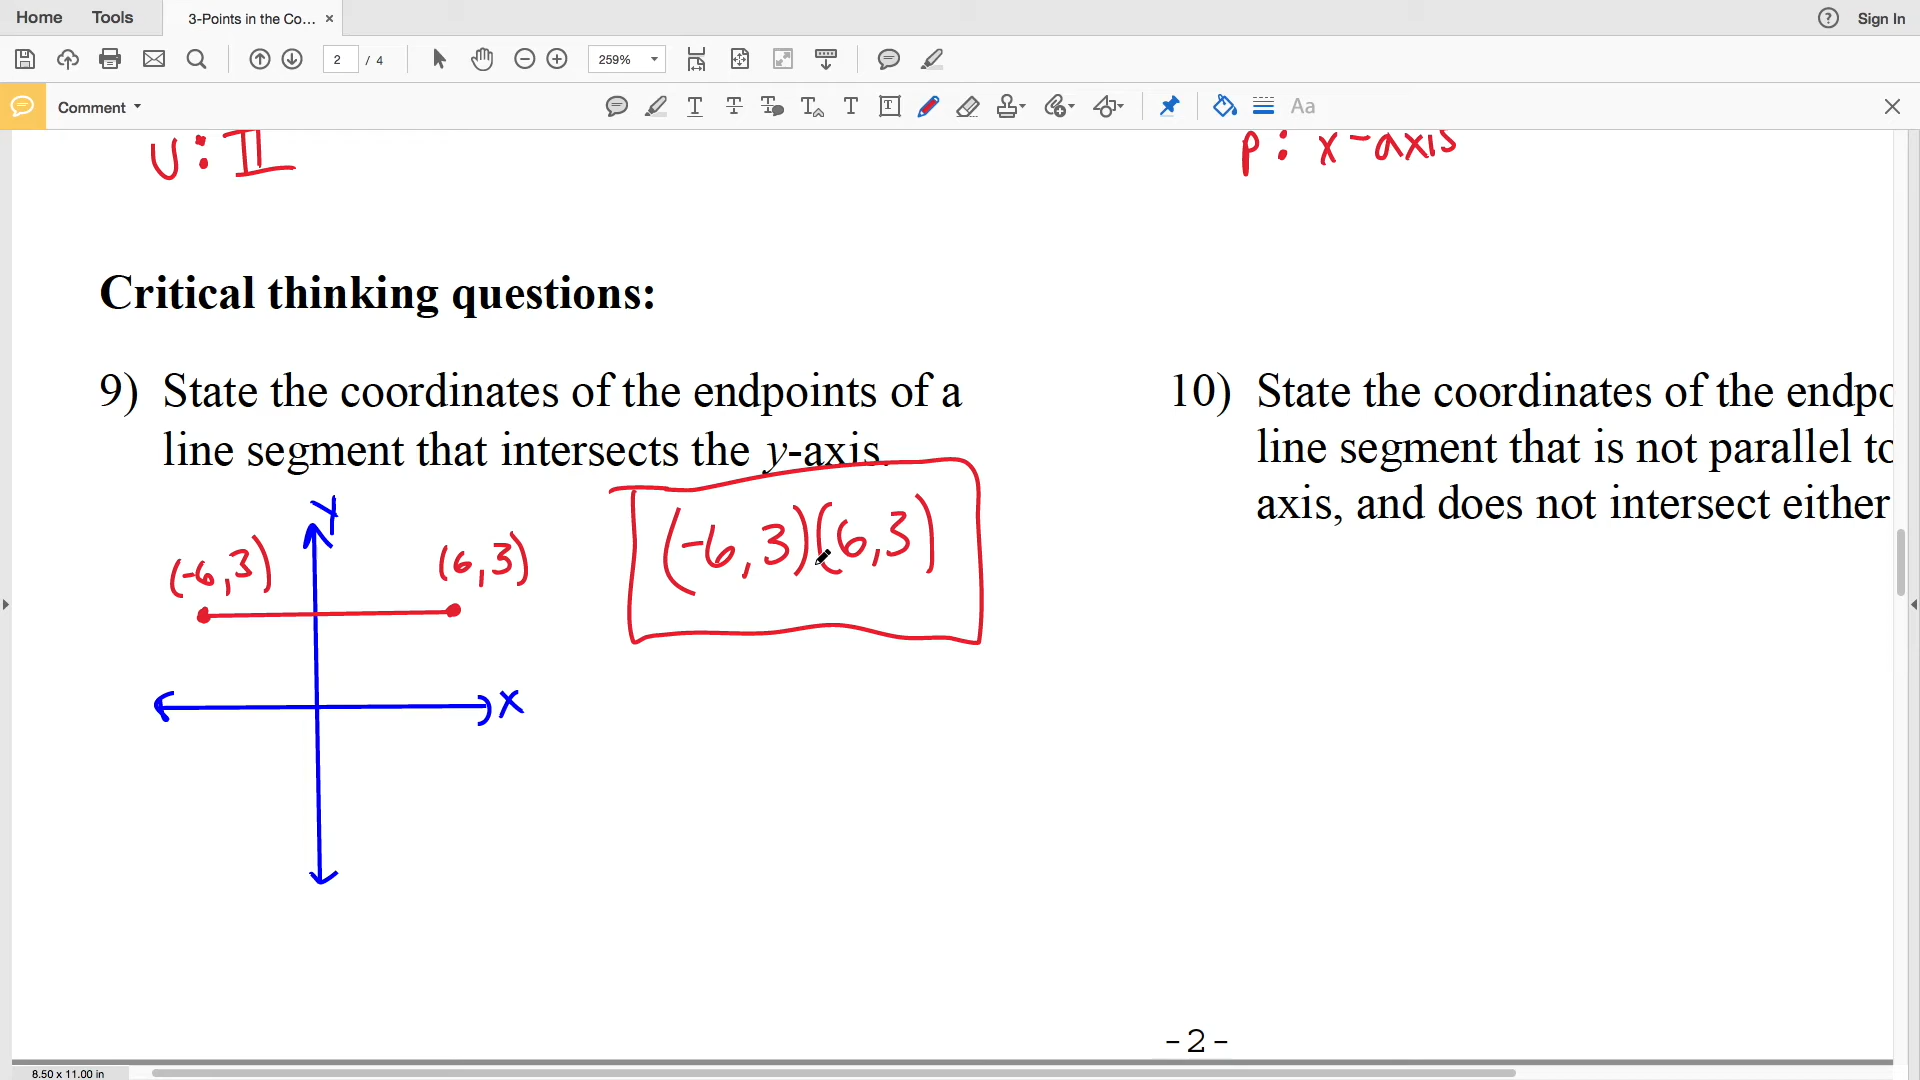 Home Tools 3-Points in the Co... × Sign In
2 / 4 259%
Comment Aa
U: II
p: x-axis
Critical thinking questions:
9) State the coordinates of the endpoints of a
line segment that intersects the y-axis.
10) State the coordinates of the endpo
line segment that is not parallel to
axis, and does not intersect either
(-6,3)(6,3)
y
(-6,3) (6,3)
x
-2-
8.50 x 11.00 in